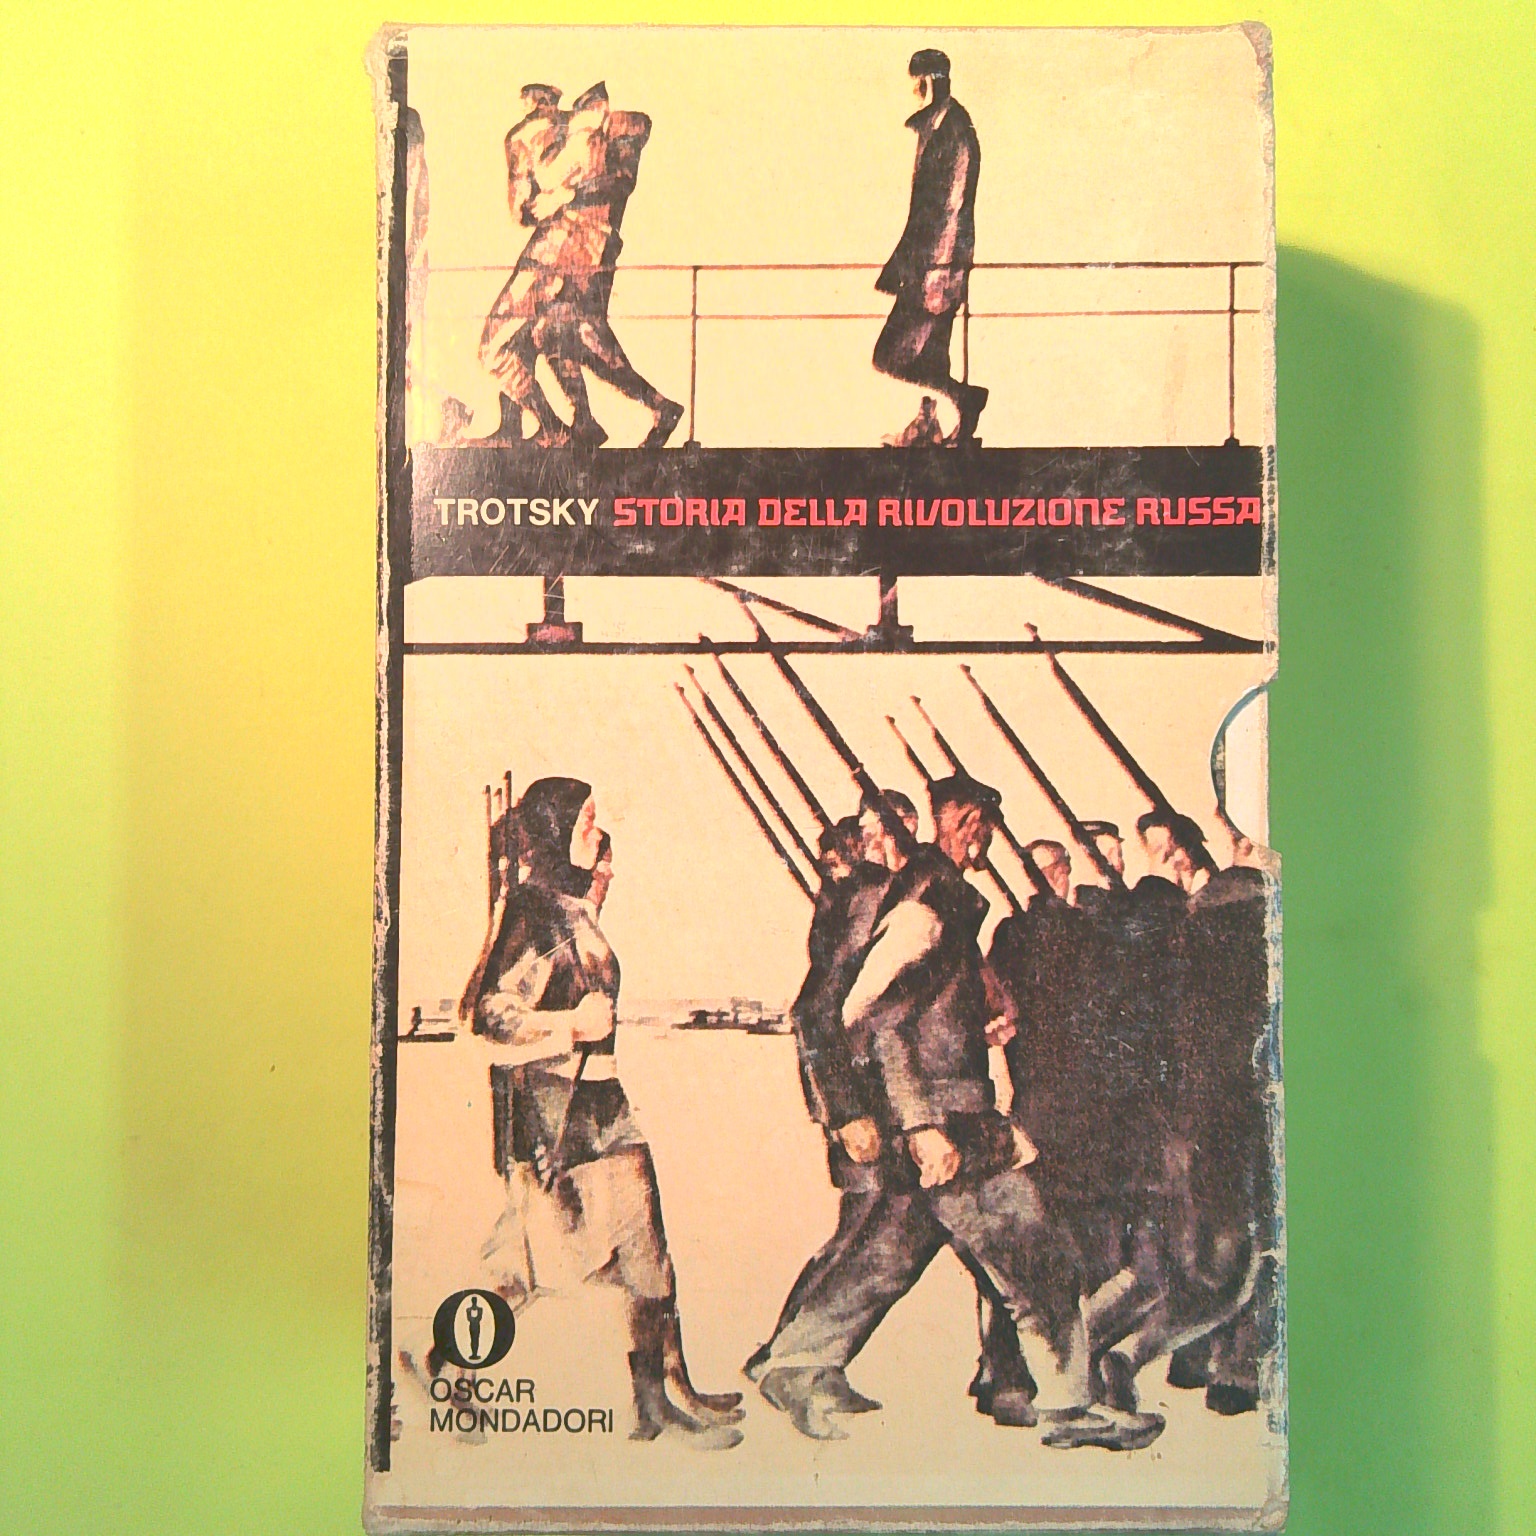 TROTSKY STORIA DELLA RIVOLUZIONE RUSSA
OSCAR
MONDADORI